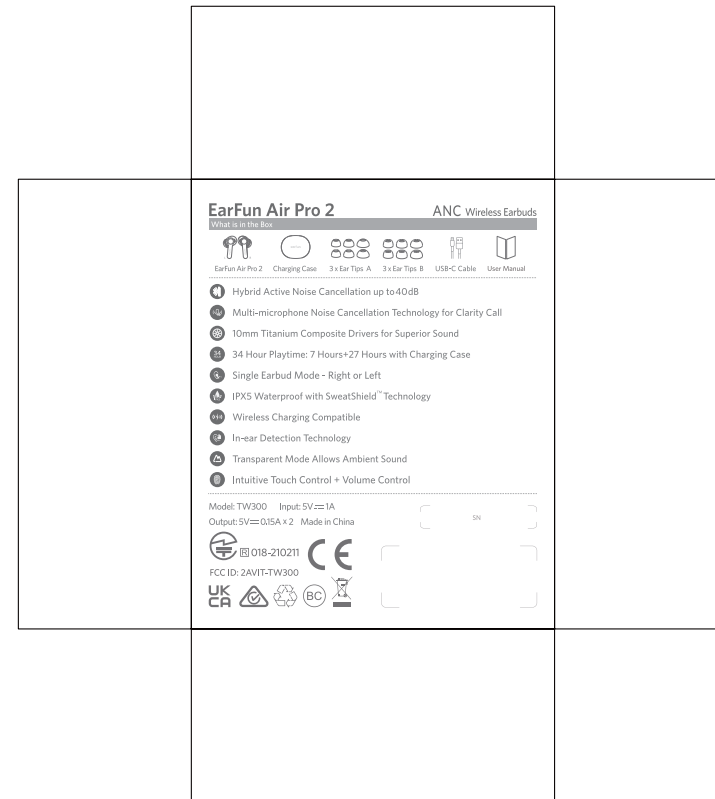 EarFun Air Pro 2 ANC Wireless Earbuds
What is in the Box
EarFun Air Pro 2 Charging Case 3 x Ear Tips A 3 x Ear Tips B USB-C Cable User Manual
Hybrid Active Noise Cancellation up to 40dB
Multi-microphone Noise Cancellation Technology for Clarity Call
10mm Titanium Composite Drivers for Superior Sound
34 Hour Playtime: 7 Hours+27 Hours with Charging Case
Single Earbud Mode - Right or Left
IPX5 Waterproof with SweatShield™ Technology
Wireless Charging Compatible
In-ear Detection Technology
Transparent Mode Allows Ambient Sound
Intuitive Touch Control + Volume Control
Model: TW300 Input: 5V⎓1A
Output: 5V⎓0.15A x 2 Made in China
SN
R 018-210211 CE
FCC ID: 2AVIT-TW300
UK
CA
BC